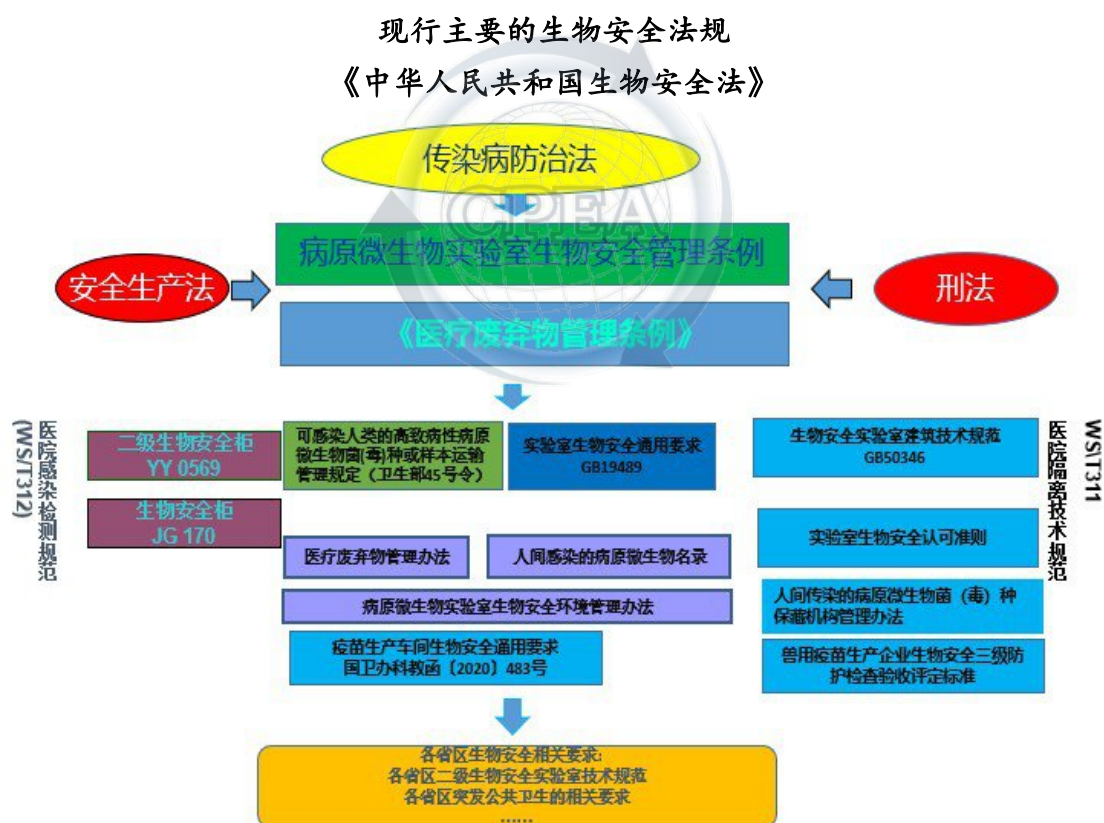 现行主要的生物安全法规
《中华人民共和国生物安全法》
传染病防治法
CPEA
病原微生物实验室生物安全管理条例
安全生产法
刑法
《医疗废弃物管理条例》
医院感染检测规范
(WS/T312)
二级生物安全柜
YY 0569
可感染人类的高致病性病原
微生物菌(毒)种或样本运输
管理规定（卫生部45号令）
实验室生物安全通用要求
GB19489
生物安全实验室建筑技术规范
GB50346
WS\T311
医院隔离技术规范
生物安全柜
JG 170
实验室生物安全认可准则
医疗废弃物管理办法
人间感染的病原微生物名录
病原微生物实验室生物安全环境管理办法
人间传染的病原微生物菌（毒）种
保藏机构管理办法
疫苗生产车间生物安全通用要求
国卫办科教函〔2020〕483号
兽用疫苗生产企业生物安全三级防
护检查验收评定标准
各省区生物安全相关要求:
各省区二级生物安全实验室技术规范
各省区突发公共卫生的相关要求
……